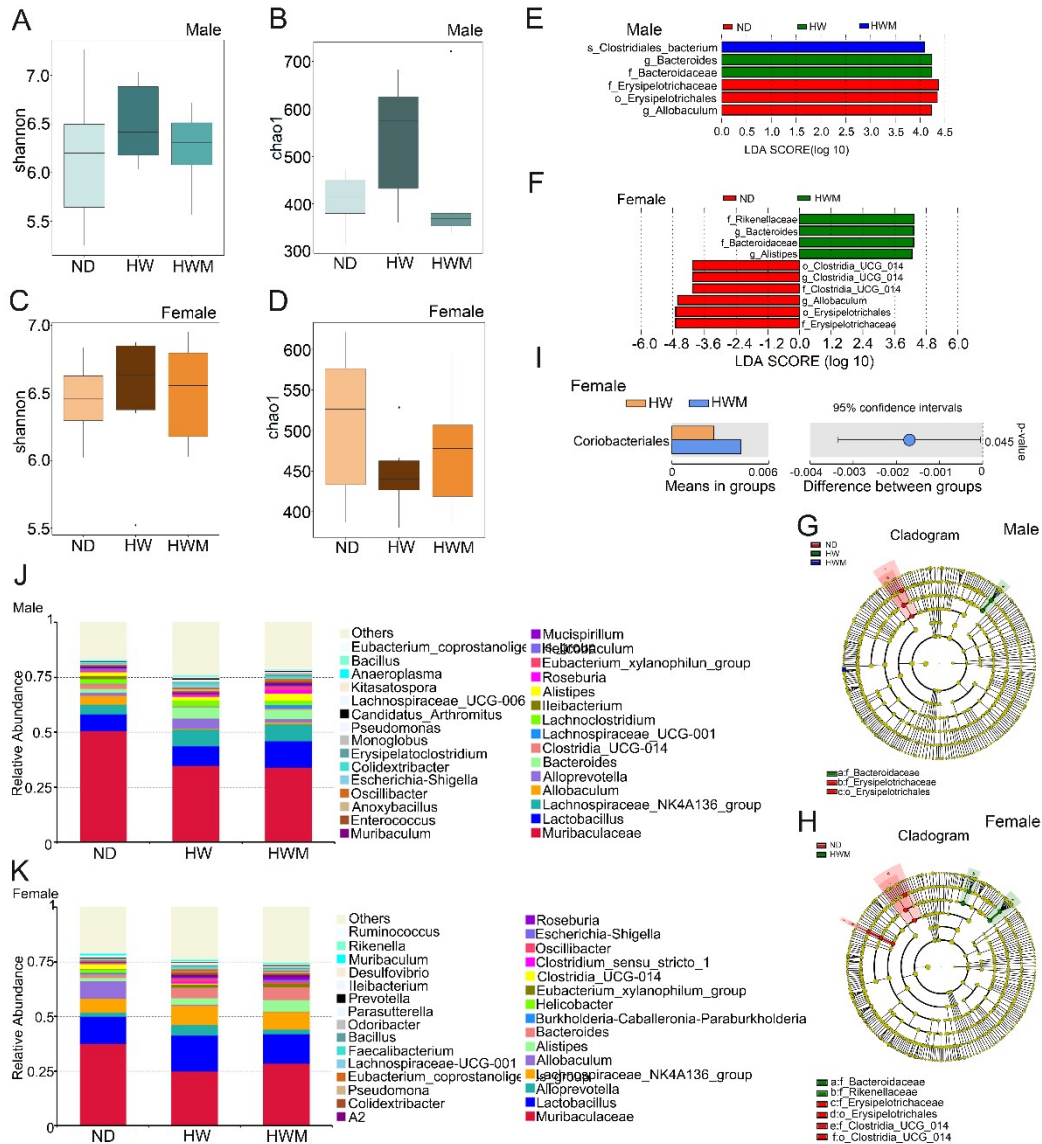 A
Male
shannon
7.0
6.5
6.0
5.5
ND
HW
HWM
B
Male
chao1
700
600
500
400
300
ND
HW
HWM
C
Female
shannon
7.0
6.5
6.0
5.5
ND
HW
HWM
D
Female
chao1
600
550
500
450
400
ND
HW
HWM
E
Male
ND
HW
HWM
s_Clostridiales_bacterium
g_Bacteroides
f_Bacteroidaceae
f_Erysipelotrichaceae
o_Erysipelotrichales
g_Allobaculum
0.0 0.5 1.0 1.5 2.0 2.5 3.0 3.5 4.0 4.5
LDA SCORE(log 10)
F
Female
ND
HWM
f_Rikenellaceae
g_Bacteroides
f_Bacteroidaceae
g_Alistipes
o_Clostridia_UCG_014
g_Clostridia_UCG_014
f_Clostridia_UCG_014
g_Allobaculum
o_Erysipelotrichales
f_Erysipelotrichaceae
-6.0 -4.8 -3.6 -2.4 -1.2 0.0 1.2 2.4 3.6 4.8 6.0
LDA SCORE (log 10)
I
Female
HW
HWM
Coriobacteriales
0
0.006
Means in groups
95% confidence intervals
-0.004 -0.003 -0.002 -0.001 0
Difference between groups
0.045
p-value
G
Cladogram
Male
ND
HW
HWM
a:f_Bacteroidaceae
b:f_Erysipelotrichaceae
c:o_Erysipelotrichales
H
Cladogram
Female
ND
HWM
a:f_Bacteroidaceae
b:f_Rikenellaceae
c:f_Erysipelotrichaceae
d:o_Erysipelotrichales
e:f_Clostridia_UCG_014
f:o_Clostridia_UCG_014
J
Male
Relative Abundance
1
0.75
0.5
0.25
0
ND
HW
HWM
Others
Eubacterium_coprostanoligenes_group
Bacillus
Anaeroplasma
Kitasatospora
Lachnospiraceae_UCG-006
Candidatus_Arthromitus
Pseudomonas
Monoglobus
Erysipelatoclostridium
Colidextribacter
Escherichia-Shigella
Oscillibacter
Anoxybacillus
Enterococcus
Muribaculum
Mucispirillum
Helicobaculum
Eubacterium_xylanophilun_group
Roseburia
Alistipes
Ileibacterium
Lachnoclostridium
Lachnospiraceae_UCG-001
Clostridia_UCG-014
Bacteroides
Alloprevotella
Allobaculum
Lachnospiraceae_NK4A136_group
Lactobacillus
Muribaculaceae
K
Female
Relative Abundance
1
0.75
0.5
0.25
0
ND
HW
HWM
Others
Ruminococcus
Rikenella
Muribaculum
Desulfovibrio
Ileibacterium
Prevotella
Parasutterella
Odoribacter
Bacillus
Faecalibacterium
Lachnospiraceae-UCG-001
Eubacterium_coprostanoligenes_group
Pseudomona
Colidextribacter
A2
Roseburia
Escherichia-Shigella
Oscillibacter
Clostridium_sensu_stricto_1
Clostridia_UCG-014
Eubacterium_xylanophilum_group
Helicobacter
Burkholderia-Caballeronia-Paraburkholderia
Bacteroides
Alistipes
Allobaculum
Lachnospiraceae_NK4A136_group
Alloprevotella
Lactobacillus
Muribaculaceae